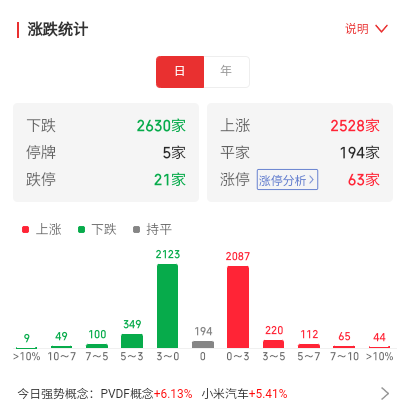 涨跌统计 说明
日 年
下跌 2630家 上涨 2528家
停牌 5家 平家 194家
跌停 21家 涨停 涨停分析 63家
上涨 下跌 持平
9 49 100 349 2123 194 2087 220 112 65 44
>10% 10~7 7~5 5~3 3~0 0 0~3 3~5 5~7 7~10 >10%
今日强势概念：PVDF概念+6.13% 小米汽车+5.41%